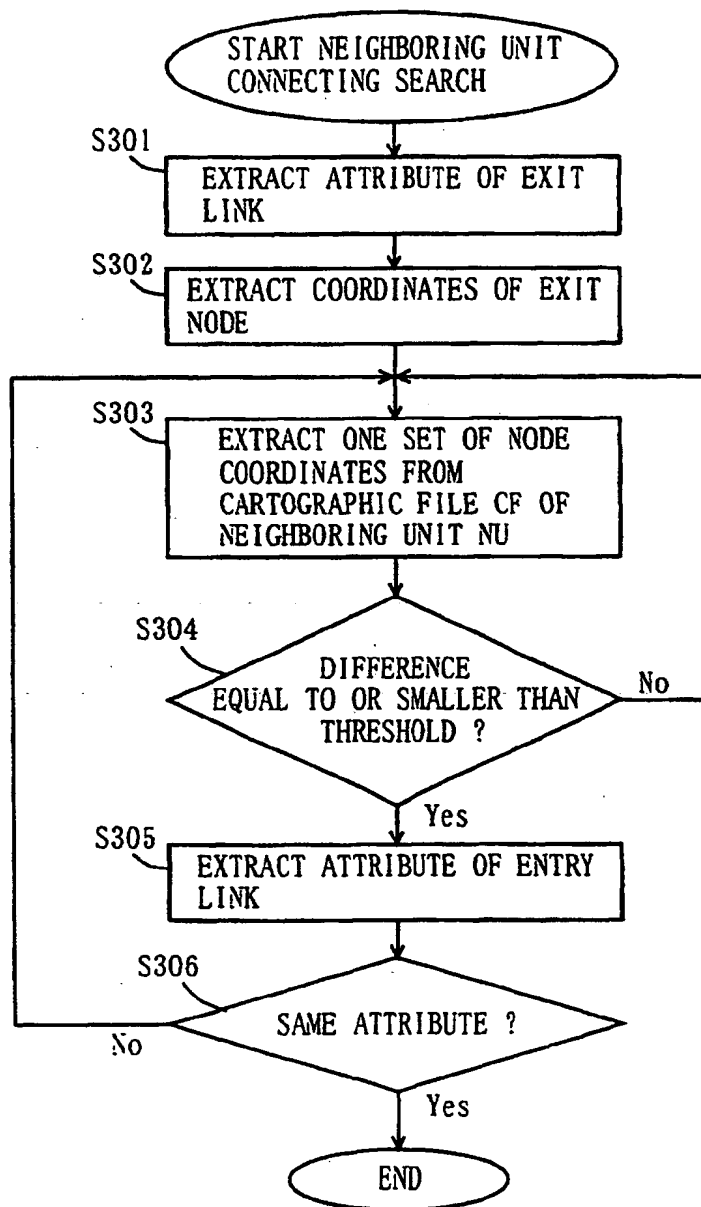 START NEIGHBORING UNIT
CONNECTING SEARCH
S301
EXTRACT ATTRIBUTE OF EXIT
LINK
S302
EXTRACT COORDINATES OF EXIT
NODE
S303
EXTRACT ONE SET OF NODE
COORDINATES FROM
CARTOGRAPHIC FILE CF OF
NEIGHBORING UNIT NU
S304
DIFFERENCE
EQUAL TO OR SMALLER THAN
THRESHOLD ?
No
Yes
S305
EXTRACT ATTRIBUTE OF ENTRY
LINK
S306
SAME ATTRIBUTE ?
No
Yes
END